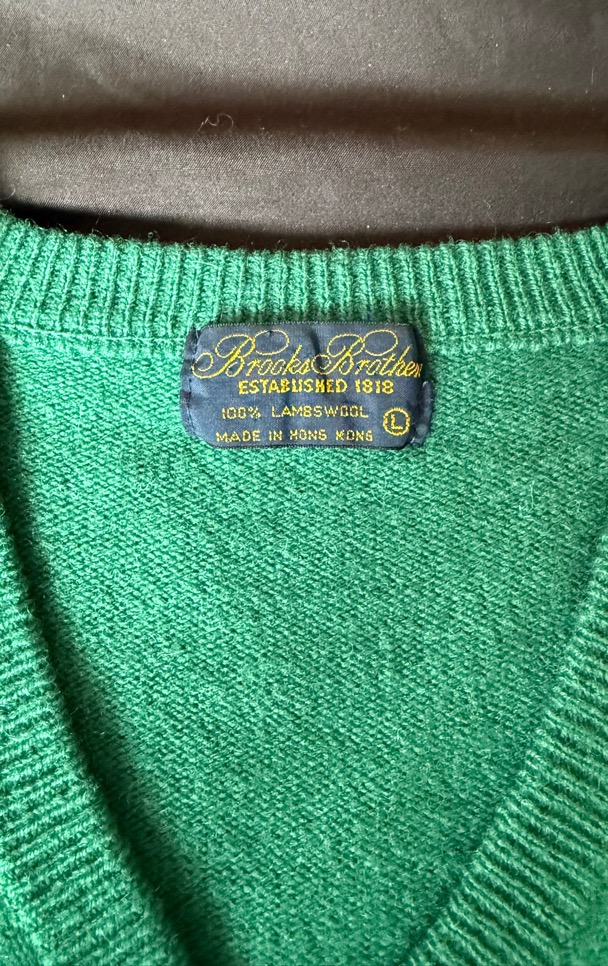 Brooks Brothers
ESTABLISHED 1818
100% LAMBSWOOL
L
MADE IN HONG KONG